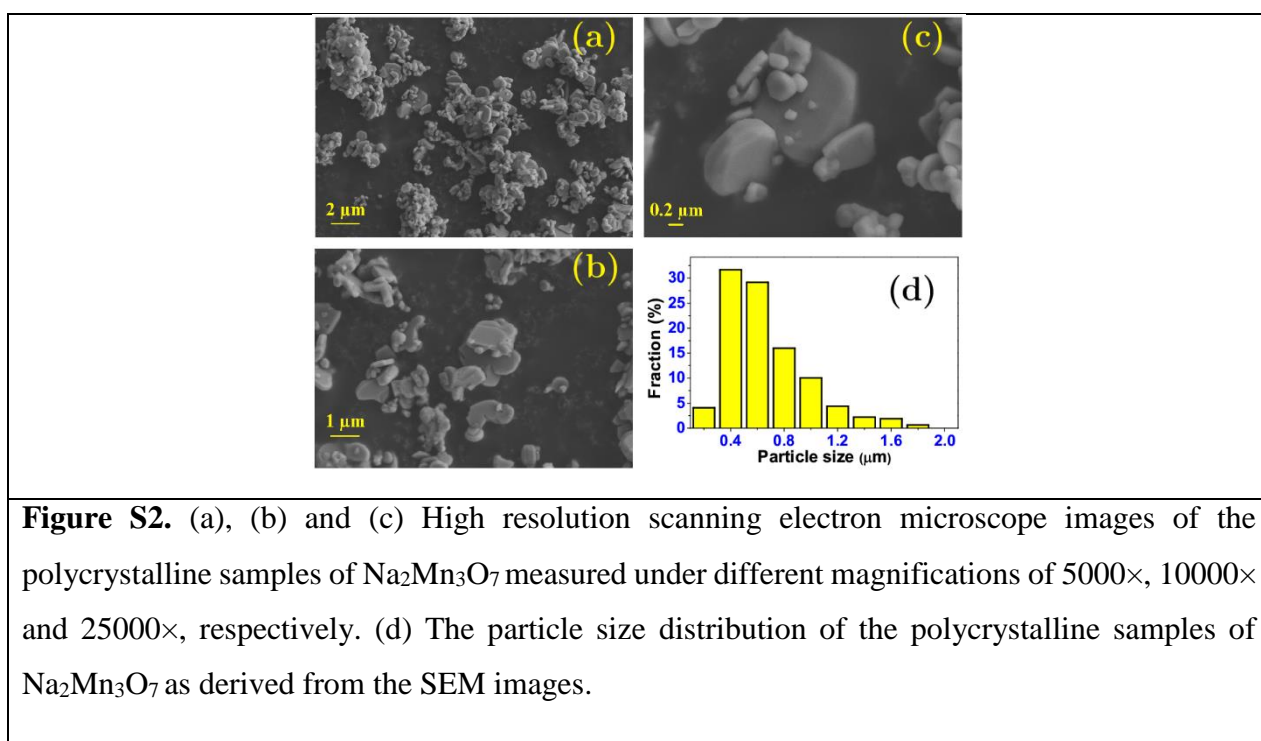 (a)
(c)
2 μm
0.2 μm
(b)
(d)
1 μm
Fraction (%)
30
25
20
15
10
5
0
0.4 0.8 1.2 1.6 2.0
Particle size (μm)
Figure S2. (a), (b) and (c) High resolution scanning electron microscope images of the
polycrystalline samples of Na₂Mn₃O₇ measured under different magnifications of 5000×, 10000×
and 25000×, respectively. (d) The particle size distribution of the polycrystalline samples of
Na₂Mn₃O₇ as derived from the SEM images.